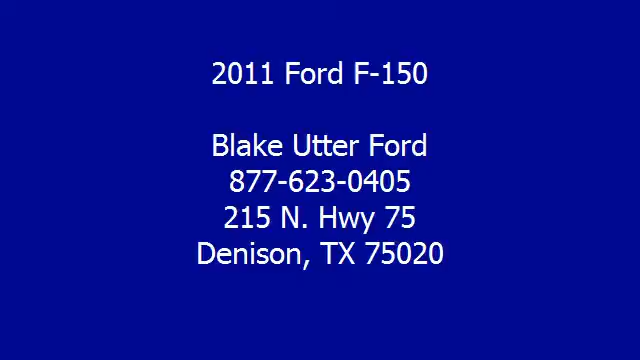 2011 Ford F-150
Blake Utter Ford
877-623-0405
215 N. Hwy 75
Denison, TX 75020